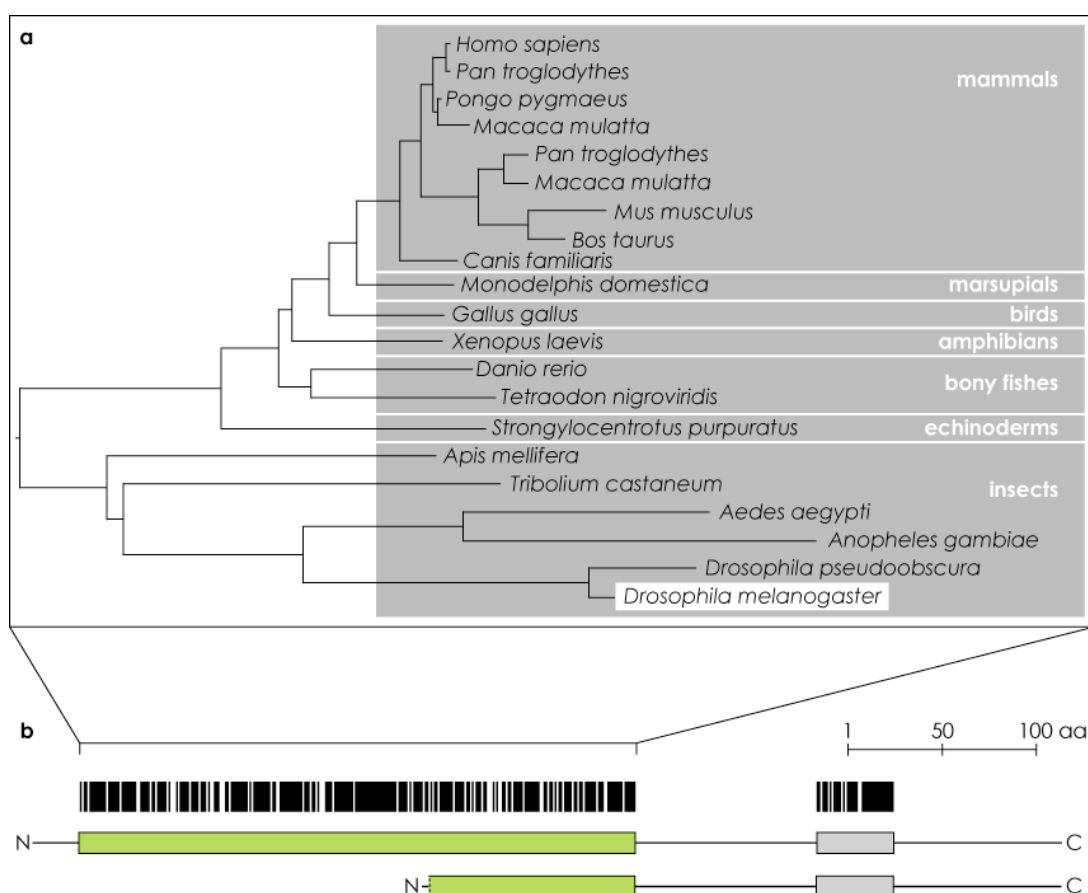 a
Homo sapiens
Pan troglodythes
mammals
Pongo pygmaeus
Macaca mulatta
Pan troglodythes
Macaca mulatta
Mus musculus
Bos taurus
Canis familiaris
Monodelphis domestica marsupials
Gallus gallus birds
Xenopus laevis amphibians
Danio rerio
bony fishes
Tetraodon nigroviridis
Strongylocentrotus purpuratus echinoderms
Apis mellifera
Tribolium castaneum insects
Aedes aegypti
Anopheles gambiae
Drosophila pseudoobscura
Drosophila melanogaster
b
1 50 100 aa
N C
N C